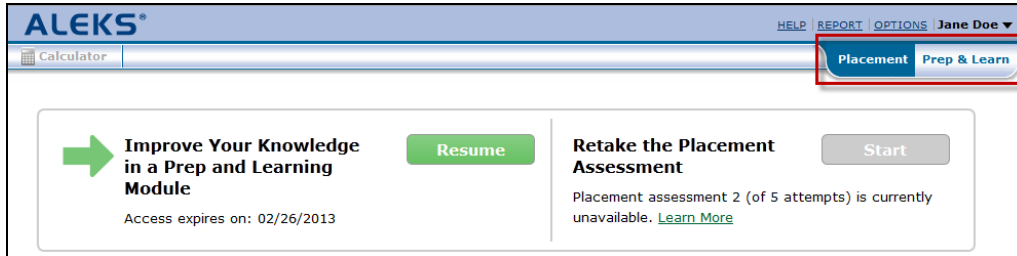 ALEKS®
HELP | REPORT | OPTIONS | Jane Doe ▼
Calculator
Placement
Prep & Learn
Improve Your Knowledge
in a Prep and Learning
Module
Resume
Access expires on: 02/26/2013
Retake the Placement
Assessment
Start
Placement assessment 2 (of 5 attempts) is currently
unavailable. Learn More